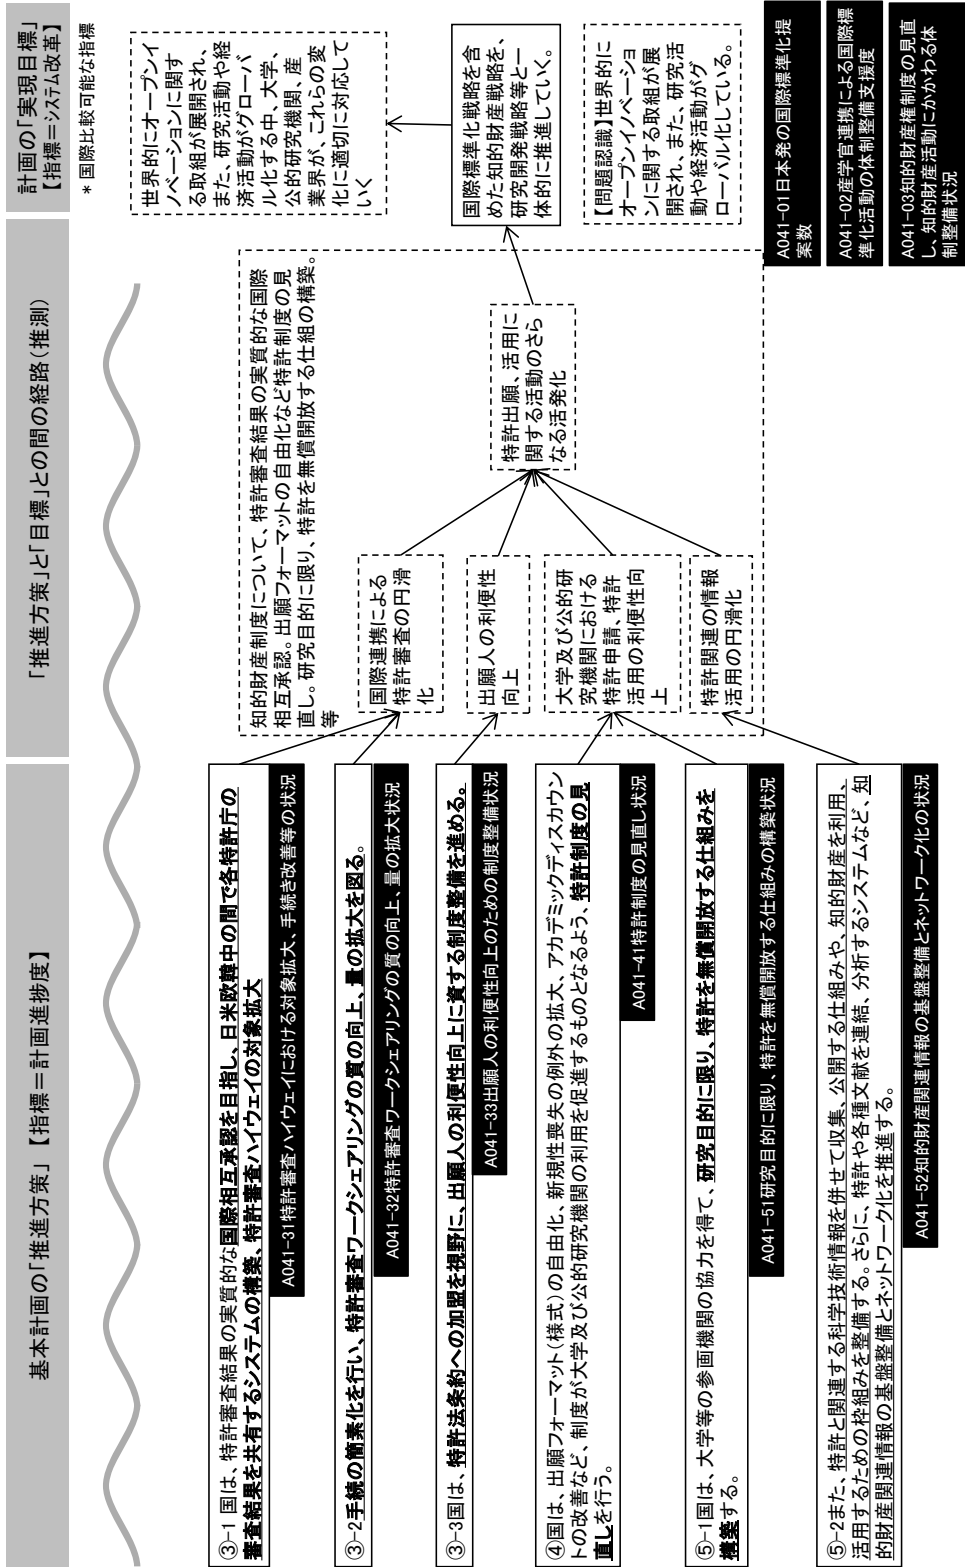 基本計画の「推進方策」【指標＝計画進捗度】
「推進方策」と「目標」との間の経路（推測）
計画の「実現目標」
【指標＝システム改革】
* 国際比較可能な指標
③-1 国は、特許審査結果の実質的な国際相互承認を目指し、日米欧韓中の間で各特許庁の
審査結果を共有するシステムの構築、特許審査ハイウェイの対象拡大
A041-31特許審査ハイウェイにおける対象拡大、手続き改善等の状況
③-2手続の簡素化を行い、特許審査ワークシェアリングの質の向上、量の拡大を図る。
A041-32特許審査ワークシェアリングの質の向上、量の拡大状況
③-3国は、特許法条約への加盟を視野に、出願人の利便性向上に資する制度整備を進める。
A041-33出願人の利便性向上のための制度整備状況
④国は、出願フォーマット（様式）の自由化、新規性喪失の例外の拡大、アカデミックディスカウン
トの改善など、制度が大学及び公的研究機関の利用を促進するものとなるよう、特許制度の見
直しを行う。
A041-41特許制度の見直し状況
⑤-1国は、大学等の参画機関の協力を得て、研究目的に限り、特許を無償開放する仕組みを
構築する。
A041-51研究目的に限り、特許を無償開放する仕組みの構築状況
⑤-2また、特許と関連する科学技術情報を併せて収集、公開する仕組みや、知的財産を利用、
活用するための枠組みを整備する。さらに、特許や各種文献を連結、分析するシステムなど、知
的財産関連情報の基盤整備とネットワーク化を推進する。
A041-52知的財産関連情報の基盤整備とネットワーク化の状況
知的財産制度について、特許審査結果の実質的な国際
相互承認。出願フォーマットの自由化など特許制度の見
直し。研究目的に限り、特許を無償開放する仕組の構築。
等
国際連携による
特許審査の円滑
化
出願人の利便性
向上
大学及び公的研
究機関における
特許申請、特許
活用の利便性向
上
特許関連の情報
活用の円滑化
特許出願、活用に
関する活動のさら
なる活発化
世界的にオープンイ
ノベーションに関す
る取組が展開され、
また、研究活動や経
済活動がグローバ
ル化する中、大学、
公的研究機関、産
業界が、これらの変
化に適切に対応して
いく
国際標準化戦略を含
めた知的財産戦略を、
研究開発戦略等と一
体的に推進していく。
【問題認識】世界的に
オープンイノベーショ
ンに関する取組が展
開され、また、研究活
動や経済活動がグ
ローバル化している。
A041-01日本発の国際標準化提
案数
A041-02産学官連携による国際標
準化活動の体制整備支援度
A041-03知的財産権制度の見直
し、知的財産活動にかかわる体
制整備状況